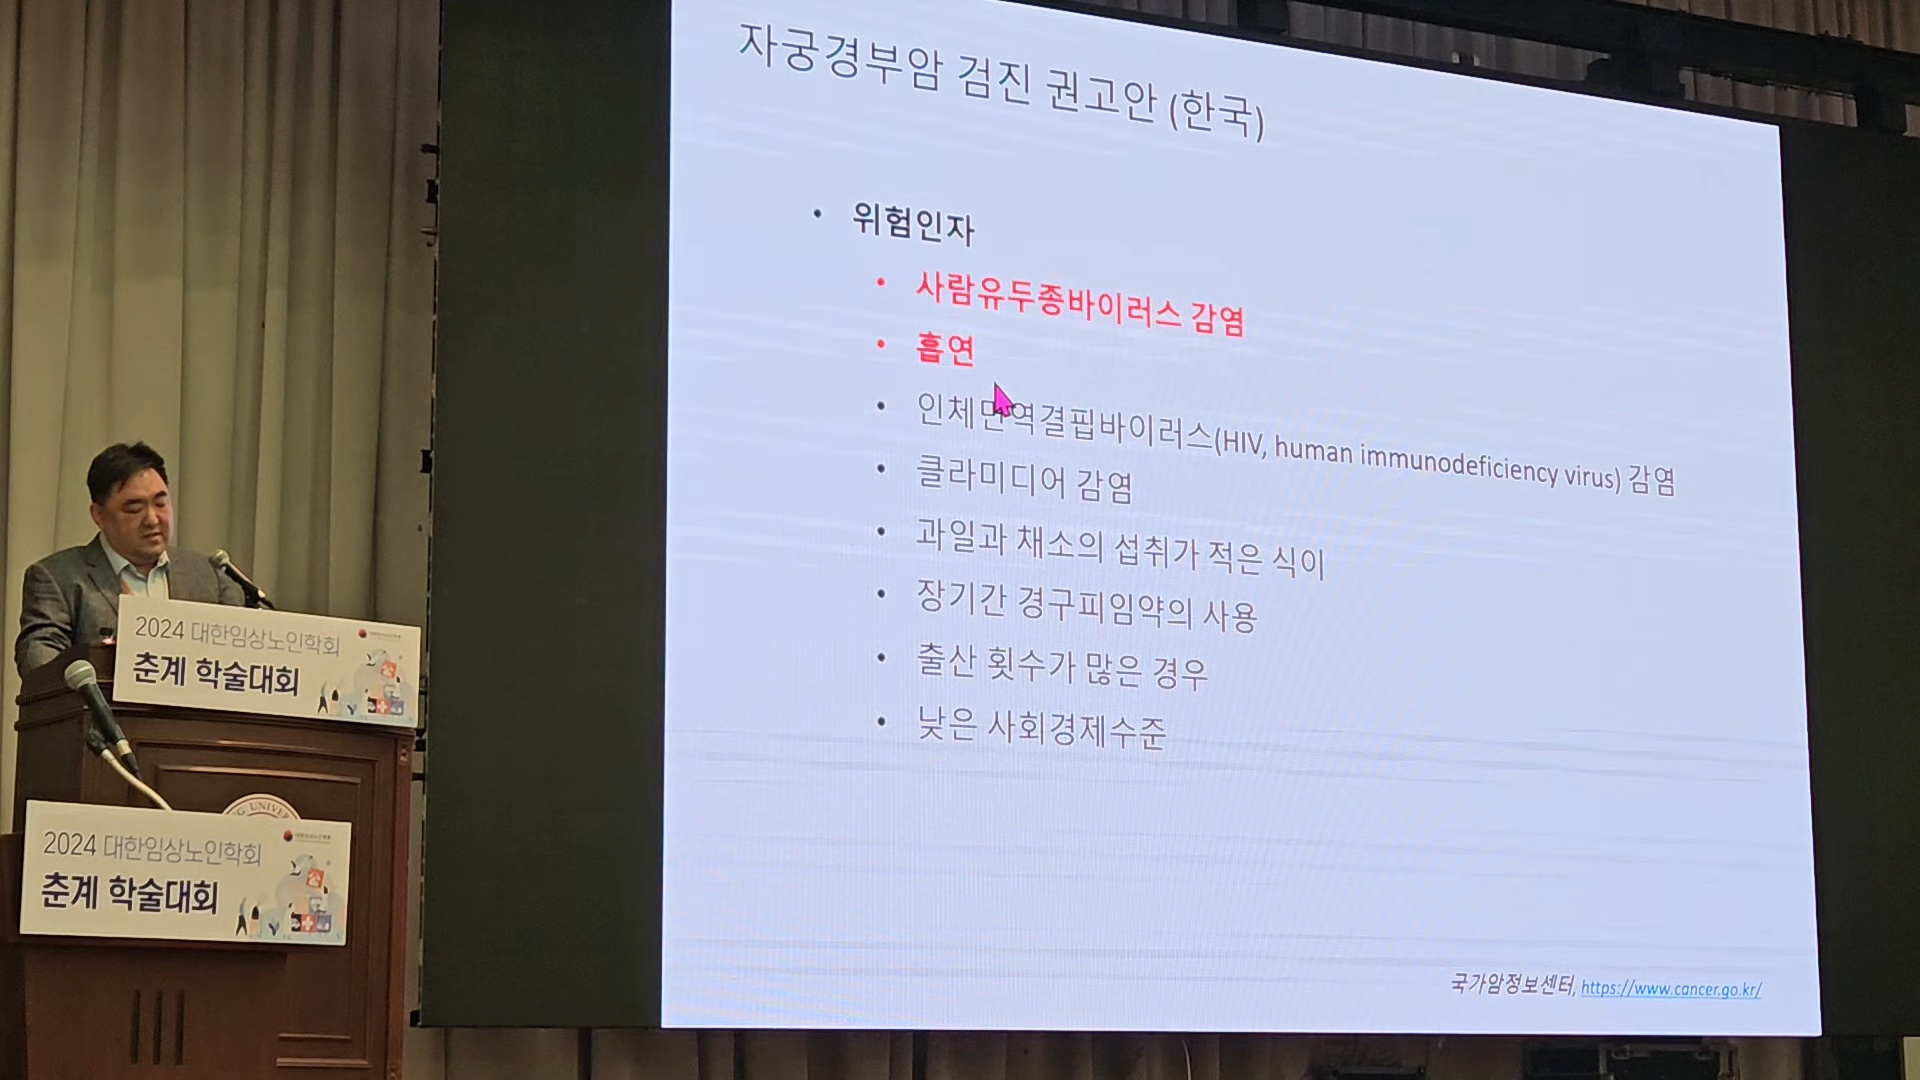 자궁경부암 검진 권고안 (한국)
• 위험인자
• 사람유두종바이러스 감염
• 흡연
• 인체면역결핍바이러스(HIV, human immunodeficiency virus) 감염
• 클라미디어 감염
• 과일과 채소의 섭취가 적은 식이
• 장기간 경구피임약의 사용
• 출산 횟수가 많은 경우
• 낮은 사회경제수준
국가암정보센터, https://www.cancer.go.kr/
2024 대한임상노인학회
춘계 학술대회
2024 대한임상노인학회
춘계 학술대회